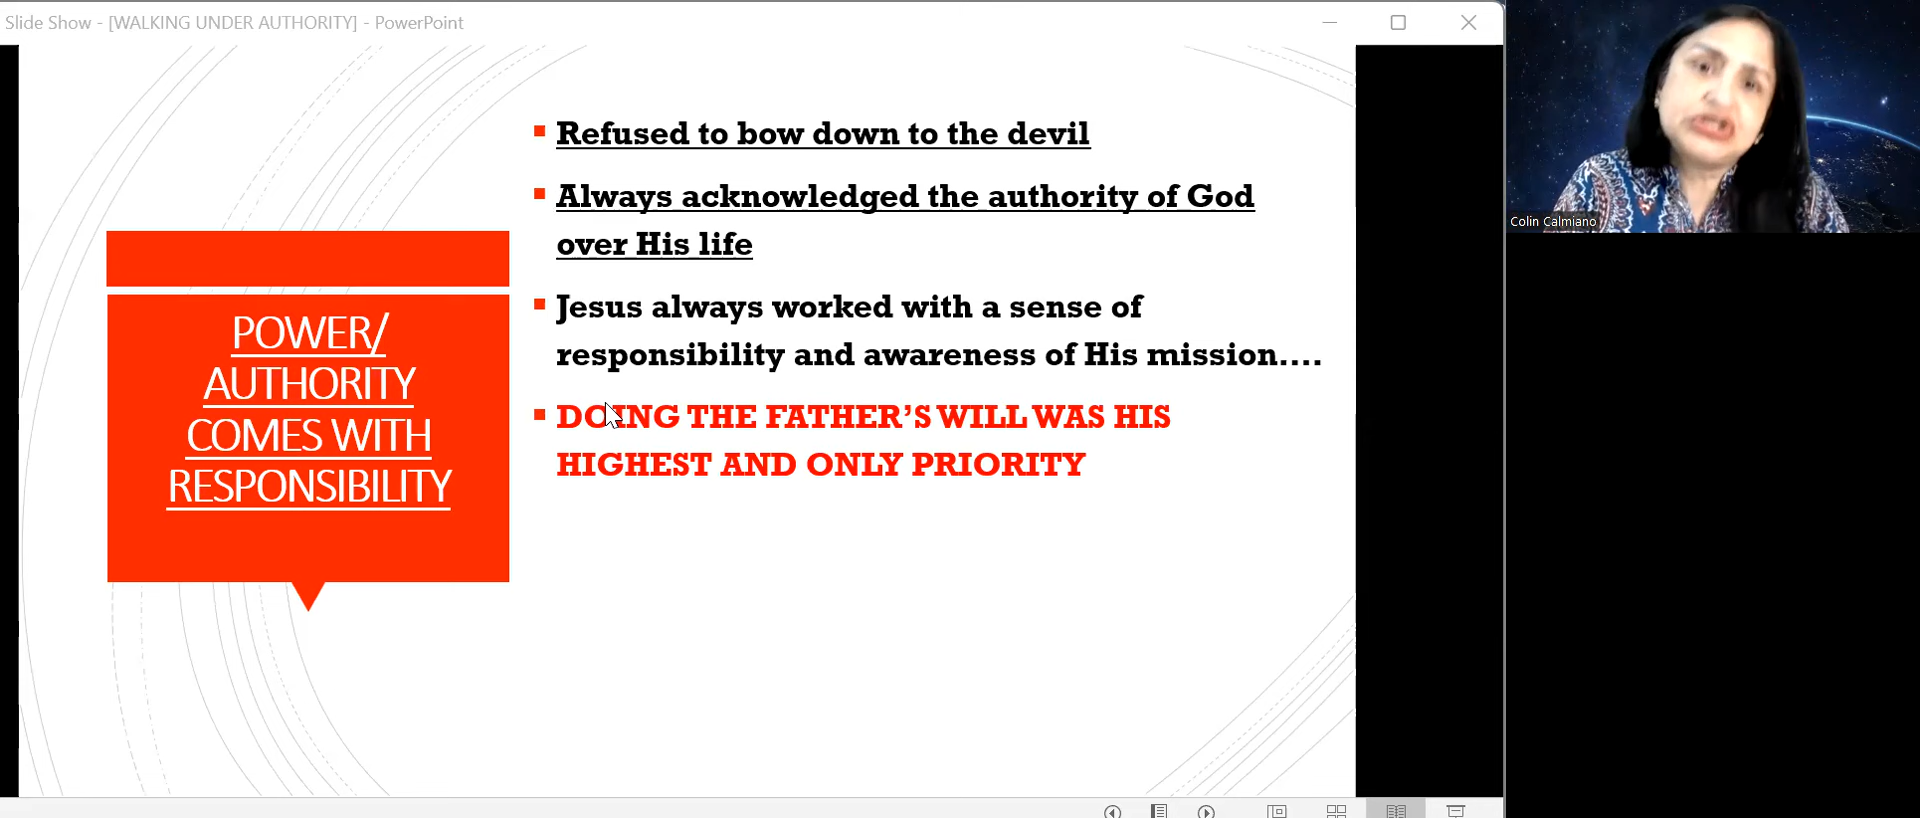 Slide Show - [WALKING UNDER AUTHORITY] - PowerPoint
POWER/
AUTHORITY
COMES WITH
RESPONSIBILITY
Refused to bow down to the devil
Always acknowledged the authority of God
over His life
Jesus always worked with a sense of
responsibility and awareness of His mission....
DOING THE FATHER’S WILL WAS HIS
HIGHEST AND ONLY PRIORITY
Colin Calmiano